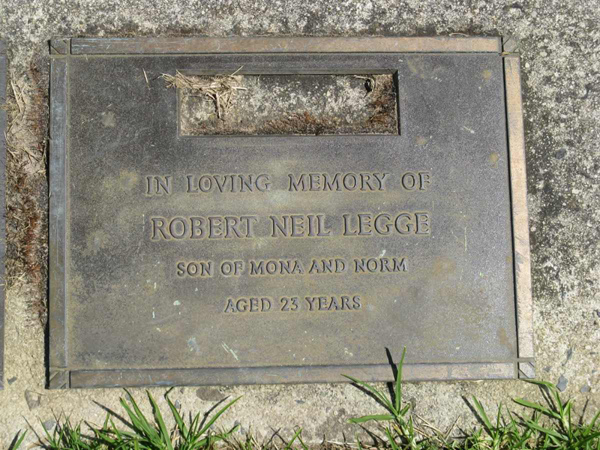 IN LOVING MEMORY OF
ROBERT NEIL LEGGE
SON OF MONA AND NORM
AGED 23 YEARS